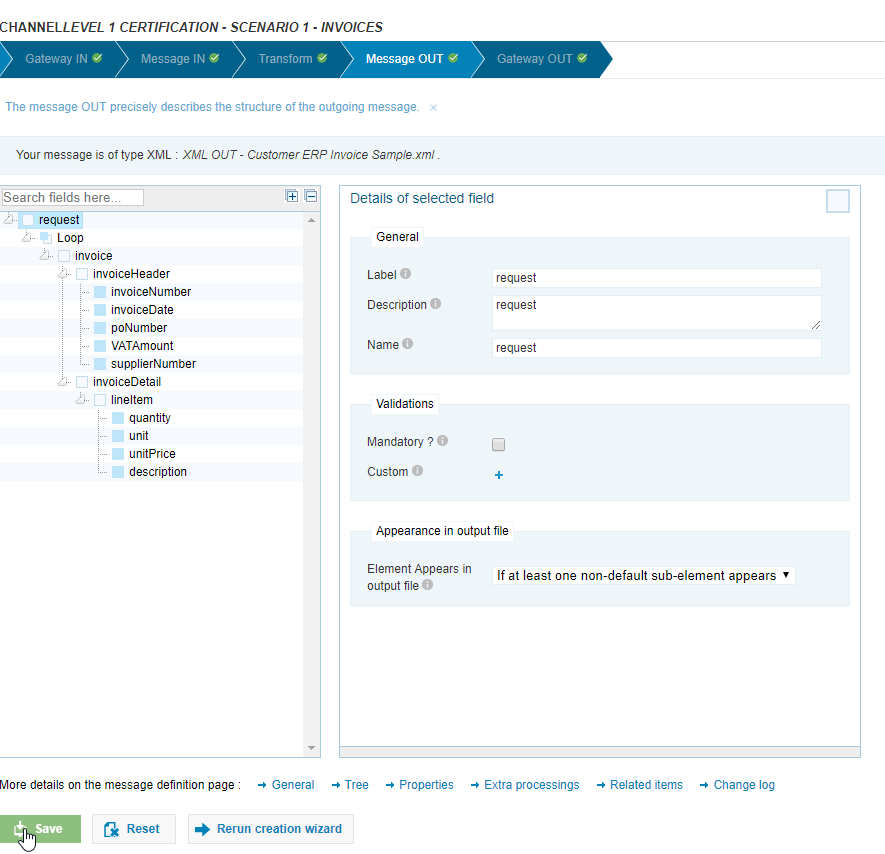 CHANNELLEVEL 1 CERTIFICATION - SCENARIO 1 - INVOICES
Gateway IN
Message IN
Transform
Message OUT
Gateway OUT
The message OUT precisely describes the structure of the outgoing message. ×
Your message is of type XML : XML OUT - Customer ERP Invoice Sample.xml .
Search fields here...
request
Loop
invoice
invoiceHeader
invoiceNumber
invoiceDate
poNumber
VATAmount
supplierNumber
invoiceDetail
lineItem
quantity
unit
unitPrice
description
Details of selected field
General
Label
request
Description
request
Name
request
Validations
Mandatory ?
Custom
+
Appearance in output file
Element Appears in
output file
If at least one non-default sub-element appears
More details on the message definition page :
General
Tree
Properties
Extra processings
Related items
Change log
Save
Reset
Rerun creation wizard